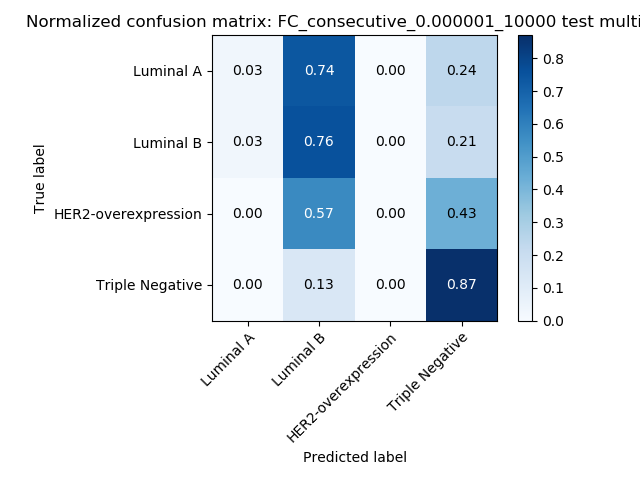 Normalized confusion matrix: FC_consecutive_0.000001_10000 test multi
True label
Luminal A 0.03 0.74 0.00 0.24
Luminal B 0.03 0.76 0.00 0.21
HER2-overexpression 0.00 0.57 0.00 0.43
Triple Negative 0.00 0.13 0.00 0.87
Luminal A Luminal B HER2-overexpression Triple Negative
Predicted label
0.8
0.7
0.6
0.5
0.4
0.3
0.2
0.1
0.0